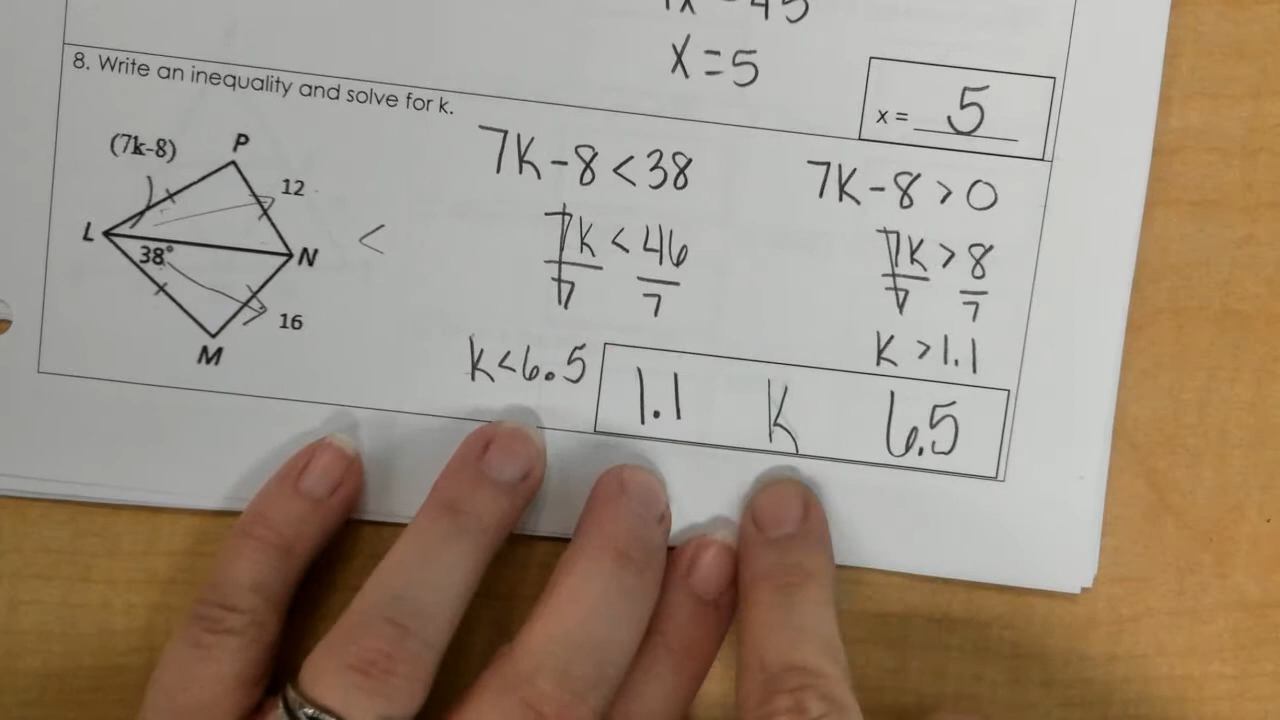 x = 5
x = 5
8. Write an inequality and solve for k.
(7k-8)
P
12
L
38°
N
16
M
<
7K-8<38
7K < 46
7 7
K<6.5
7K-8>0
7K > 8
7 7
K >1.1
1.1 K 6.5